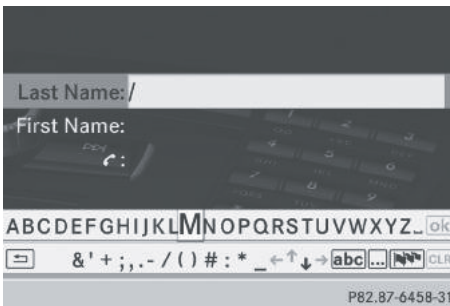 Last Name:/
First Name:
:
ABCDEFGHIJKLMNOPQRSTUVWXYZ_ ok
&'+;,.-/()#:*_←↑↓→ abc ... CLR
P82.87-6458-31